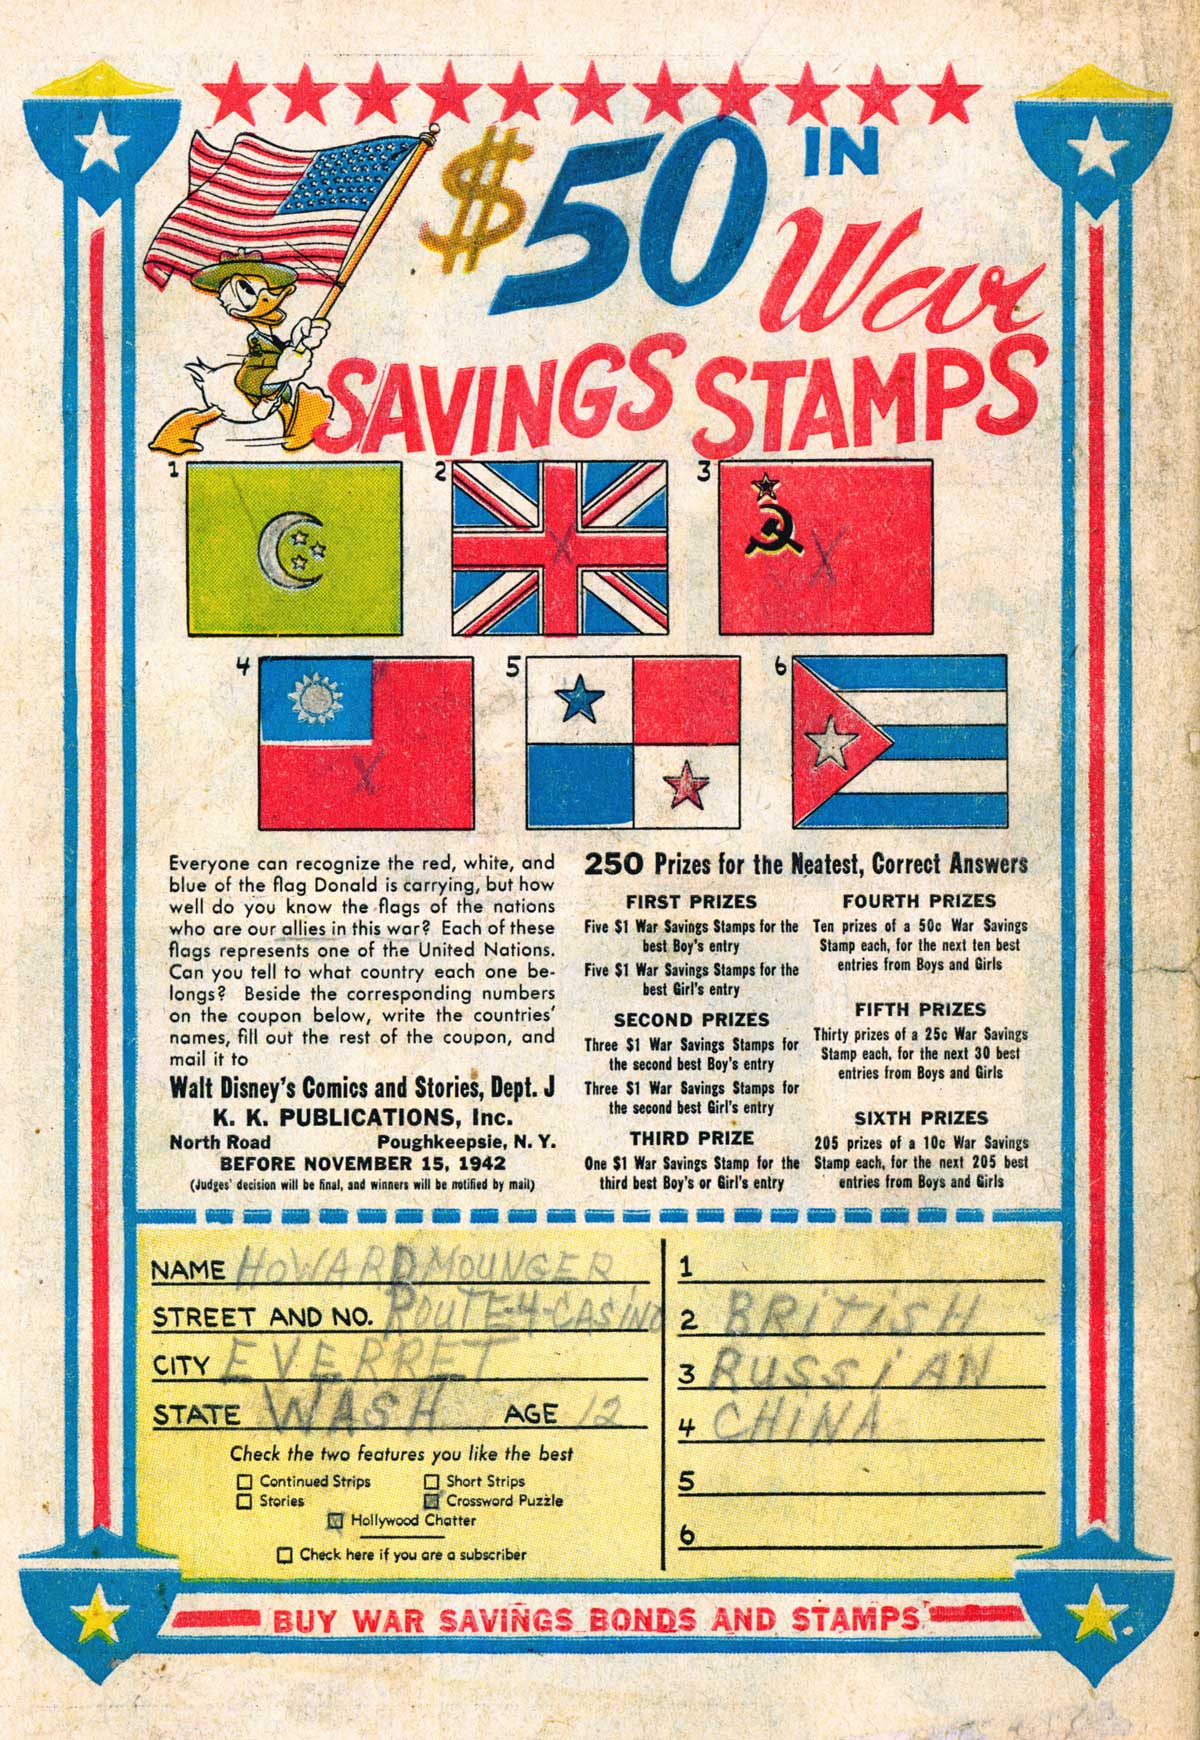 $50 IN
War
SAVINGS STAMPS
1
2
3
4
5
6
Everyone can recognize the red, white, and
blue of the flag Donald is carrying, but how
well do you know the flags of the nations
who are our allies in this war? Each of these
flags represents one of the United Nations.
Can you tell to what country each one be-
longs? Beside the corresponding numbers
on the coupon below, write the countries'
names, fill out the rest of the coupon, and
mail it to
Walt Disney's Comics and Stories, Dept. J
K. K. PUBLICATIONS, Inc.
North Road Poughkeepsie, N. Y.
BEFORE NOVEMBER 15, 1942
(Judges' decision will be final, and winners will be notified by mail)
250 Prizes for the Neatest, Correct Answers
FIRST PRIZES
Five $1 War Savings Stamps for the
best Boy's entry
Five $1 War Savings Stamps for the
best Girl's entry
SECOND PRIZES
Three $1 War Savings Stamps for
the second best Boy's entry
Three $1 War Savings Stamps for
the second best Girl's entry
THIRD PRIZE
One $1 War Savings Stamp for the
third best Boy's or Girl's entry
FOURTH PRIZES
Ten prizes of a 50c War Savings
Stamp each, for the next ten best
entries from Boys and Girls
FIFTH PRIZES
Thirty prizes of a 25c War Savings
Stamp each, for the next 30 best
entries from Boys and Girls
SIXTH PRIZES
205 prizes of a 10c War Savings
Stamp each, for the next 205 best
entries from Boys and Girls
NAME HOWARD MOUNGER
STREET AND NO. ROUTE-4-CASINO
CITY EVERRET
STATE WASH AGE 12
Check the two features you like the best
Continued Strips Short Strips
Stories Crossword Puzzle
Hollywood Chatter
Check here if you are a subscriber
1
2 BRITISH
3 RUSSIAN
4 CHINA
5
6
BUY WAR SAVINGS BONDS AND STAMPS